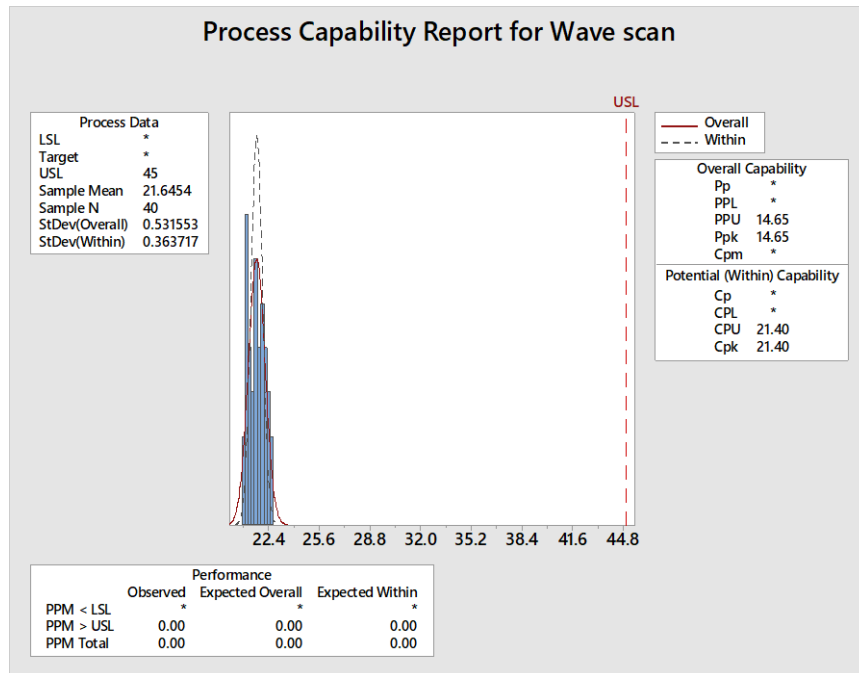 Process Capability Report for Wave scan
Process Data
LSL *
Target *
USL 45
Sample Mean 21.6454
Sample N 40
StDev(Overall) 0.531553
StDev(Within) 0.363717
USL
Overall
Within
Overall Capability
Pp *
PPL *
PPU 14.65
Ppk 14.65
Cpm *
Potential (Within) Capability
Cp *
CPL *
CPU 21.40
Cpk 21.40
22.4 25.6 28.8 32.0 35.2 38.4 41.6 44.8
Performance
Observed Expected Overall Expected Within
PPM < LSL * * *
PPM > USL 0.00 0.00 0.00
PPM Total 0.00 0.00 0.00